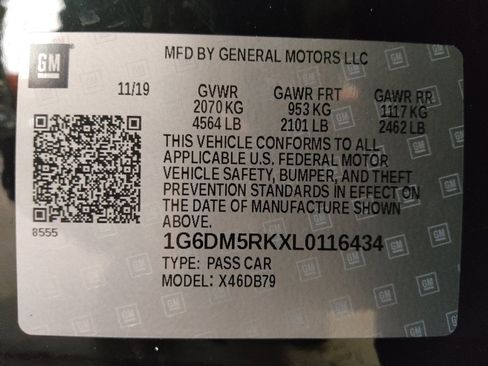 GM
MFD BY GENERAL MOTORS LLC
11/19 GVWR GAWR FRT GAWR RR
2070 KG 953 KG 1117 KG
4564 LB 2101 LB 2462 LB
THIS VEHICLE CONFORMS TO ALL
APPLICABLE U.S. FEDERAL MOTOR
VEHICLE SAFETY, BUMPER, AND THEFT
PREVENTION STANDARDS IN EFFECT ON
THE DATE OF MANUFACTURE SHOWN
ABOVE.
8555
1G6DM5RKXL0116434
TYPE: PASS CAR
MODEL: X46DB79